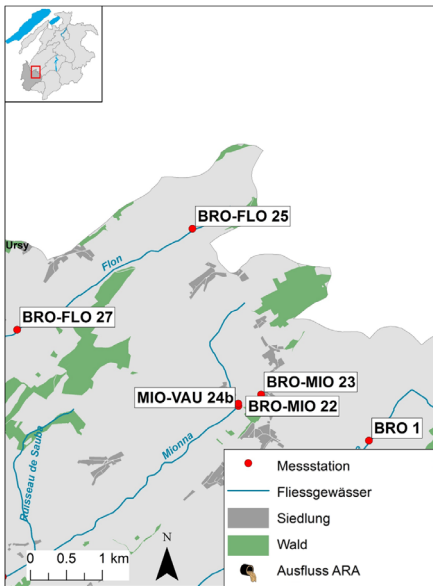 BRO-FLO 25
Ursy
Flon
BRO-FLO 27
BRO-MIO 23
MIO-VAU 24b
BRO-MIO 22
BRO 1
Mionna
Ruisseau de Sauba
Messstation
Fliessgewässer
Siedlung
Wald
Ausfluss ARA
N
0 0.5 1 km